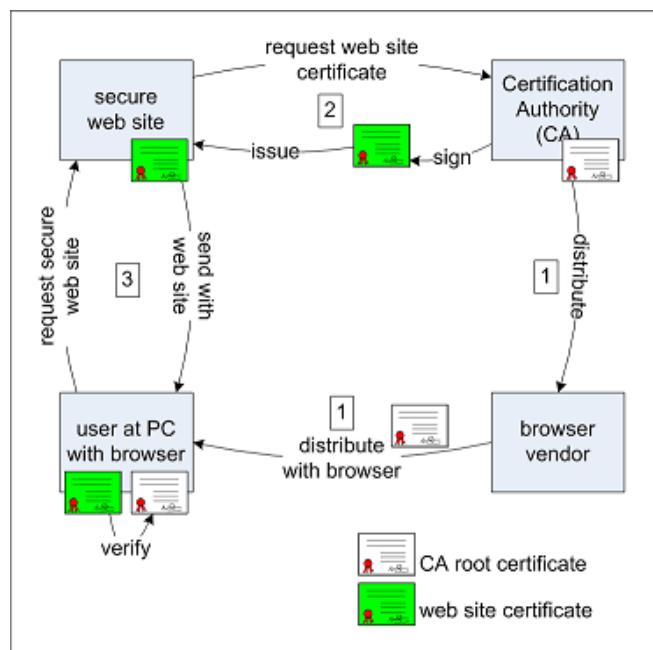 request web site
certificate
secure
web site
Certification
Authority
(CA)
2
issue
sign
1
distribute
request secure
web site
3
send with
web site
user at PC
with browser
1
distribute
with browser
browser
vendor
verify
CA root certificate
web site certificate